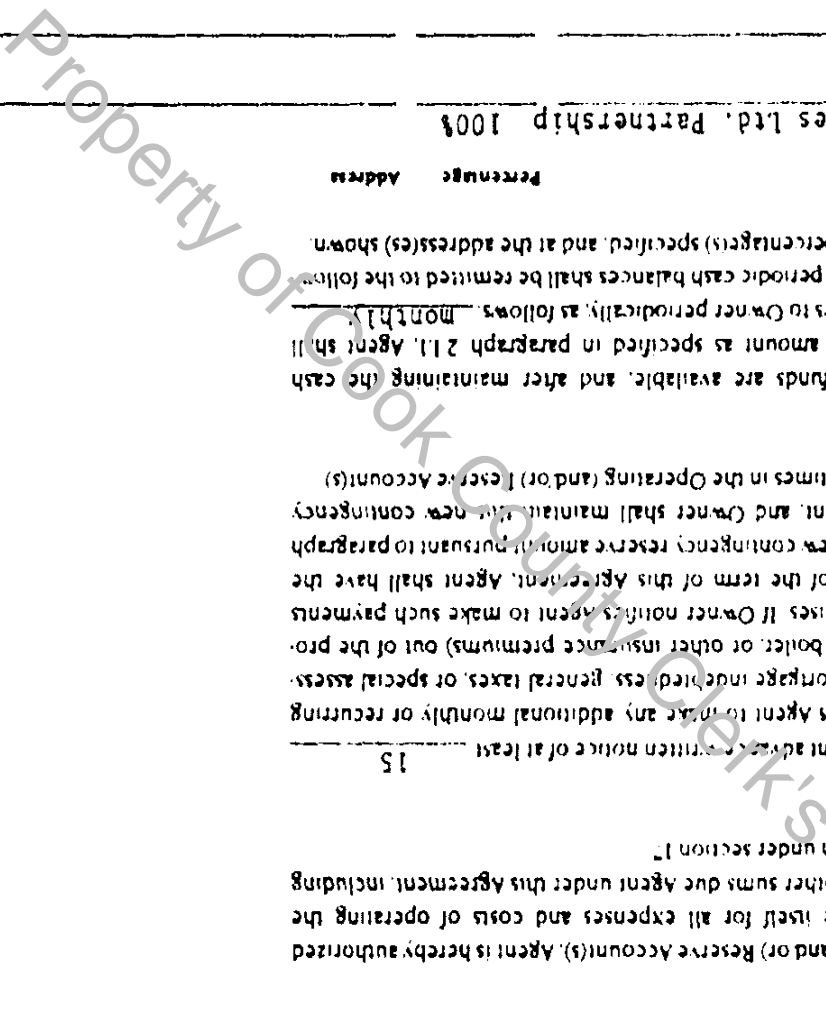 and or) Reserve Account(s). Agent is hereby authorized
itself for all expenses and costs of operating the
ther sums due Agent under this Agreement, including
under section 17
nt advance written notice of at least 15
s Agent to make any additional monthly or recurring
ortgage indebtedness, general taxes, or special assess-
boiler, or other insurance premiums) out of the pro-
ises. If Owner notifies Agent to make such payments
of the term of this Agreement, Agent shall have the
ew contingency reserve amount pursuant to paragraph
nt, and Owner shall maintain the new contingency
times in the Operating (and/or) Reserve Account(s)
funds are available, and after maintaining the cash
amount as specified in paragraph 2.1.1, Agent shall
s to Owner periodically, as follows: monthly.
periodic cash balances shall be remitted to the follow-
percentage(s) specified, and at the address(es) shown.
Percentage Address
es Ltd. Partnership 100%
Property of Cook County Clerk's